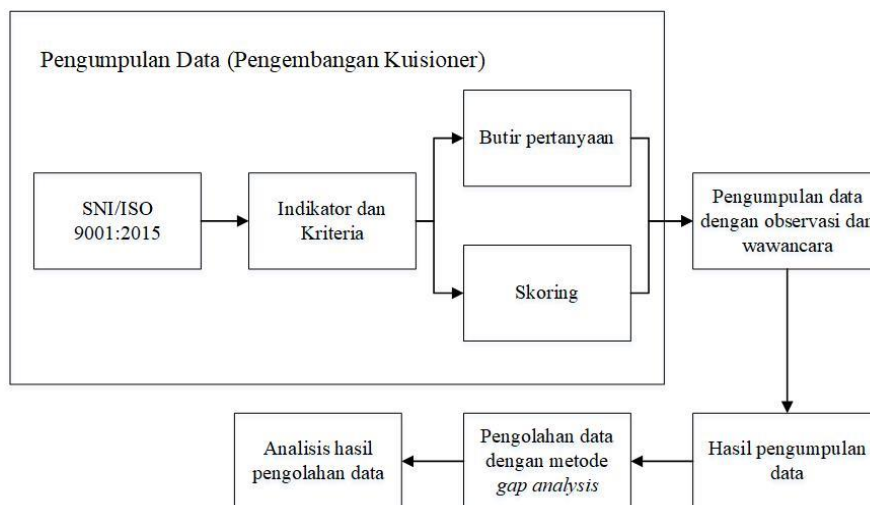 Pengumpulan Data (Pengembangan Kuisioner)
SNI/ISO
9001:2015
Indikator dan
Kriteria
Butir pertanyaan
Skoring
Pengumpulan data
dengan observasi dan
wawancara
Hasil pengumpulan
data
Pengolahan data
dengan metode
gap analysis
Analisis hasil
pengolahan data